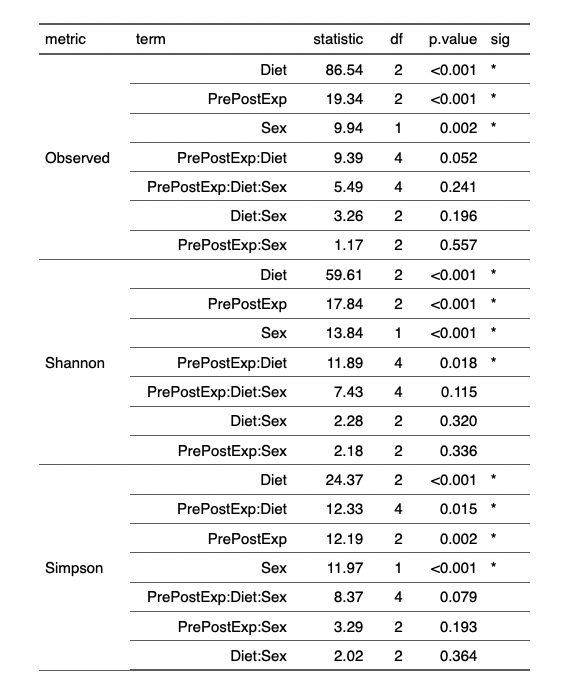 metric term statistic df p.value sig
Diet 86.54 2 <0.001 *
PrePostExp 19.34 2 <0.001 *
Sex 9.94 1 0.002 *
Observed PrePostExp:Diet 9.39 4 0.052
PrePostExp:Diet:Sex 5.49 4 0.241
Diet:Sex 3.26 2 0.196
PrePostExp:Sex 1.17 2 0.557
Diet 59.61 2 <0.001 *
PrePostExp 17.84 2 <0.001 *
Sex 13.84 1 <0.001 *
Shannon PrePostExp:Diet 11.89 4 0.018 *
PrePostExp:Diet:Sex 7.43 4 0.115
Diet:Sex 2.28 2 0.320
PrePostExp:Sex 2.18 2 0.336
Diet 24.37 2 <0.001 *
PrePostExp:Diet 12.33 4 0.015 *
PrePostExp 12.19 2 0.002 *
Simpson Sex 11.97 1 <0.001 *
PrePostExp:Diet:Sex 8.37 4 0.079
PrePostExp:Sex 3.29 2 0.193
Diet:Sex 2.02 2 0.364